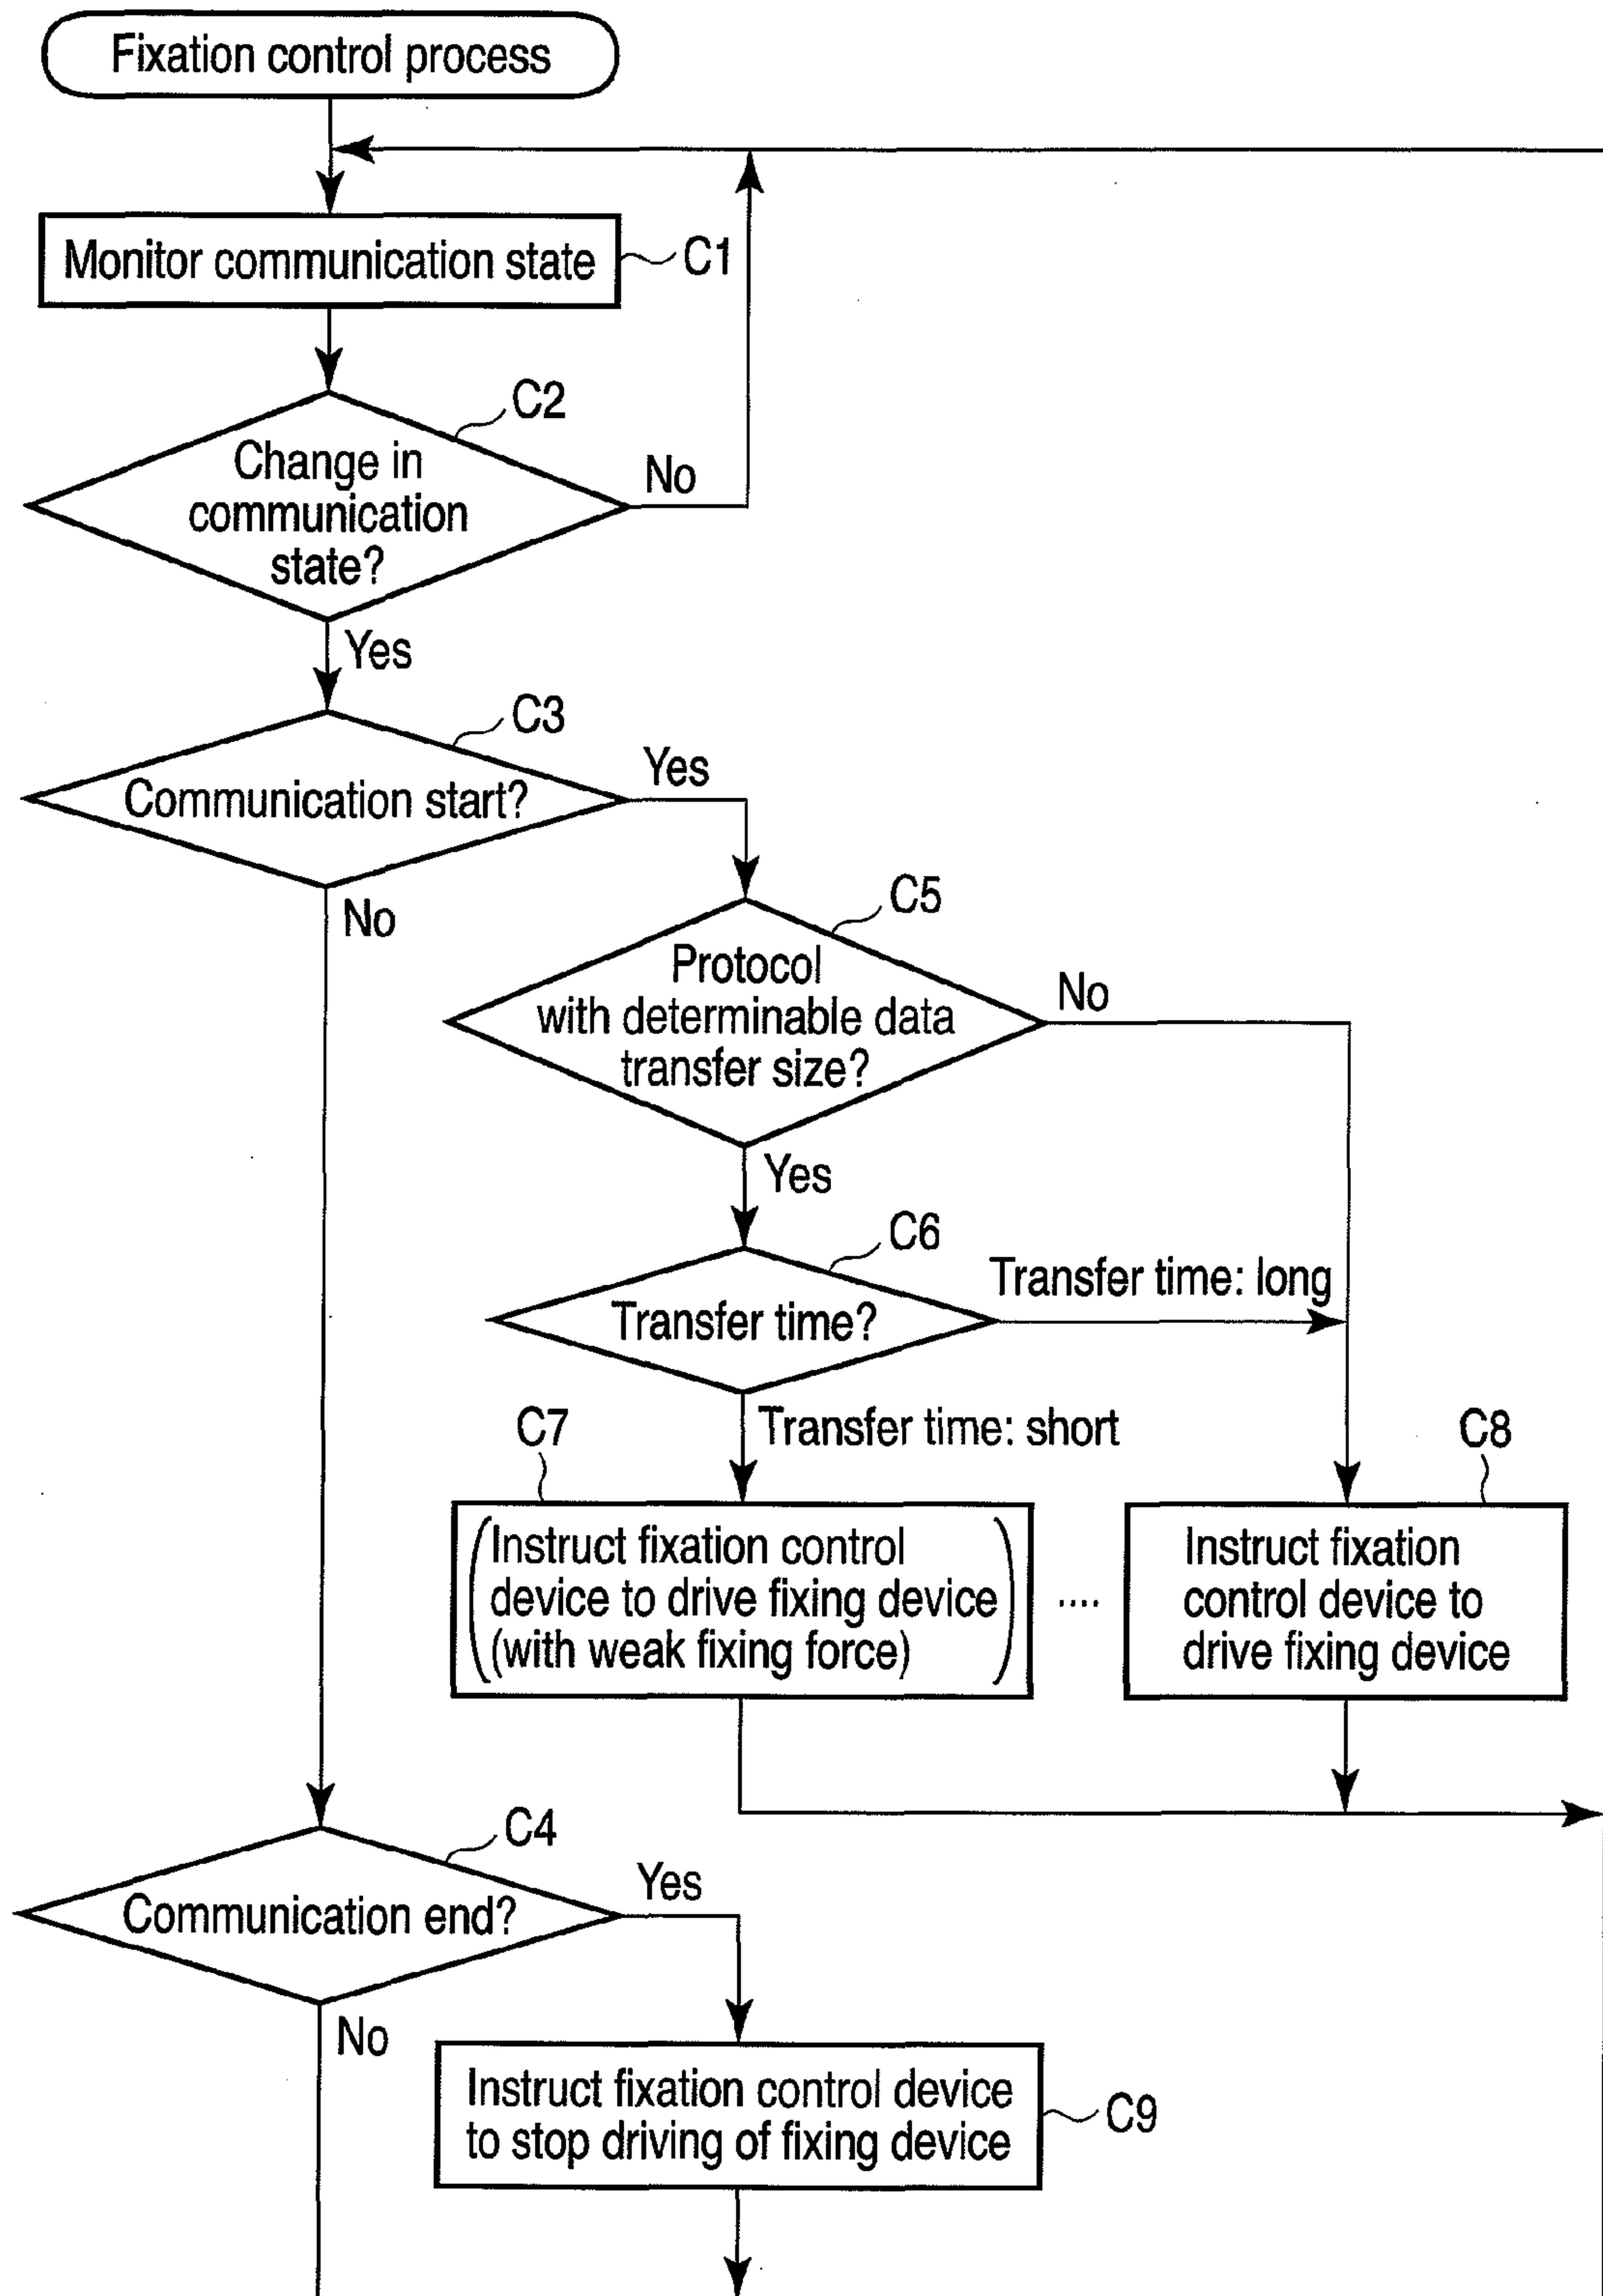 Fixation control process
Monitor communication state
C1
C2
Change in
communication
state?
No
Yes
C3
Communication start?
Yes
No
C5
Protocol
with determinable data
transfer size?
No
Yes
C6
Transfer time?
Transfer time: long
Transfer time: short
C7
Instruct fixation control
device to drive fixing device
(with weak fixing force)
....
C8
Instruct fixation
control device to
drive fixing device
C4
Communication end?
Yes
No
Instruct fixation control device
to stop driving of fixing device
C9